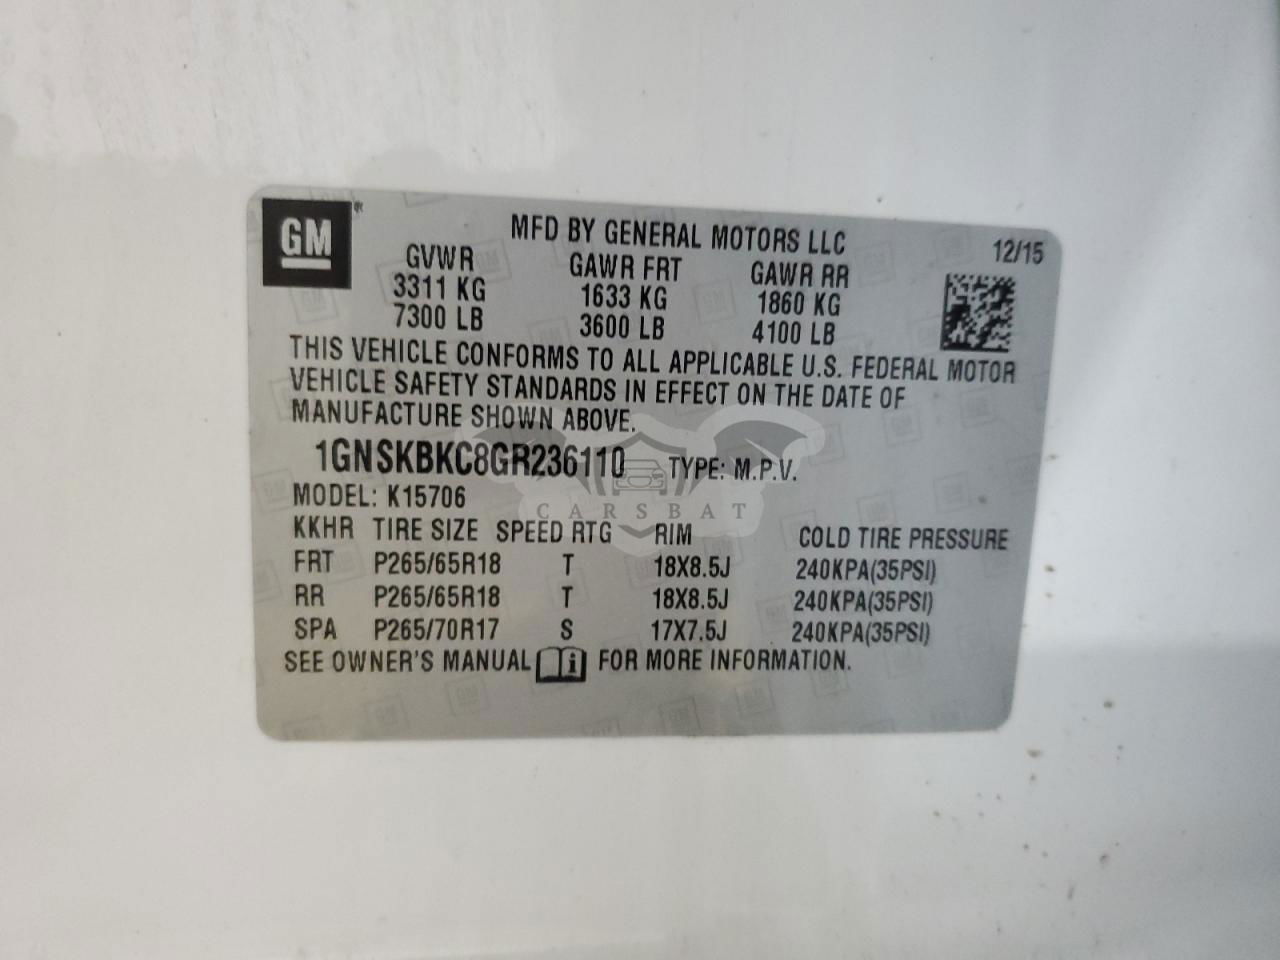 GM
MFD BY GENERAL MOTORS LLC 12/15
GVWR GAWR FRT GAWR RR
3311 KG 1633 KG 1860 KG
7300 LB 3600 LB 4100 LB
THIS VEHICLE CONFORMS TO ALL APPLICABLE U.S. FEDERAL MOTOR
VEHICLE SAFETY STANDARDS IN EFFECT ON THE DATE OF
MANUFACTURE SHOWN ABOVE.
1GNSKBKC8GR236110 TYPE: M.P.V.
CARSBAT
MODEL: K15706
KKHR TIRE SIZE SPEED RTG RIM COLD TIRE PRESSURE
FRT P265/65R18 T 18X8.5J 240KPA(35PSI)
RR P265/65R18 T 18X8.5J 240KPA(35PSI)
SPA P265/70R17 S 17X7.5J 240KPA(35PSI)
SEE OWNER'S MANUAL i FOR MORE INFORMATION.